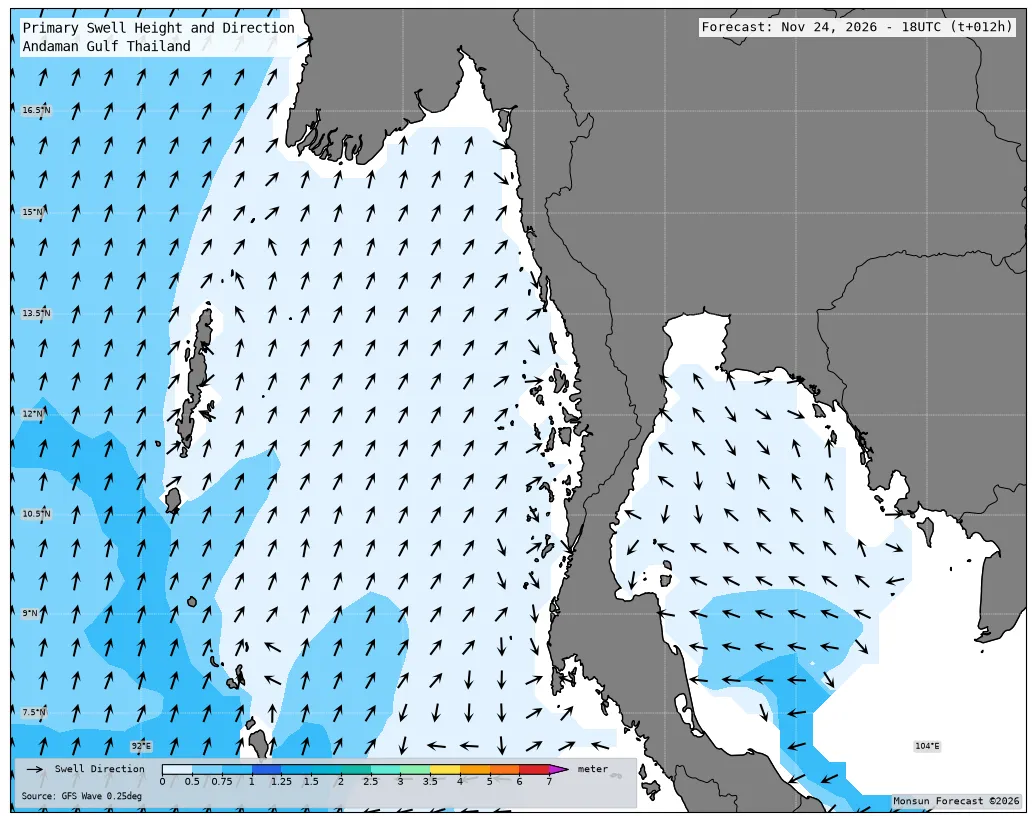 Primary Swell Height and Direction
Andaman Gulf Thailand
Forecast: Nov 24, 2026 - 18UTC (t+012h)
16.5°N
15°N
13.5°N
12°N
10.5°N
9°N
7.5°N
92°E
104°E
Swell Direction
0 0.5 0.75 1.25 1.5 2 2.5 3 3.5 4 5 6 7
meter
Source: GFS Wave 0.25deg
Monsun Forecast ©2026